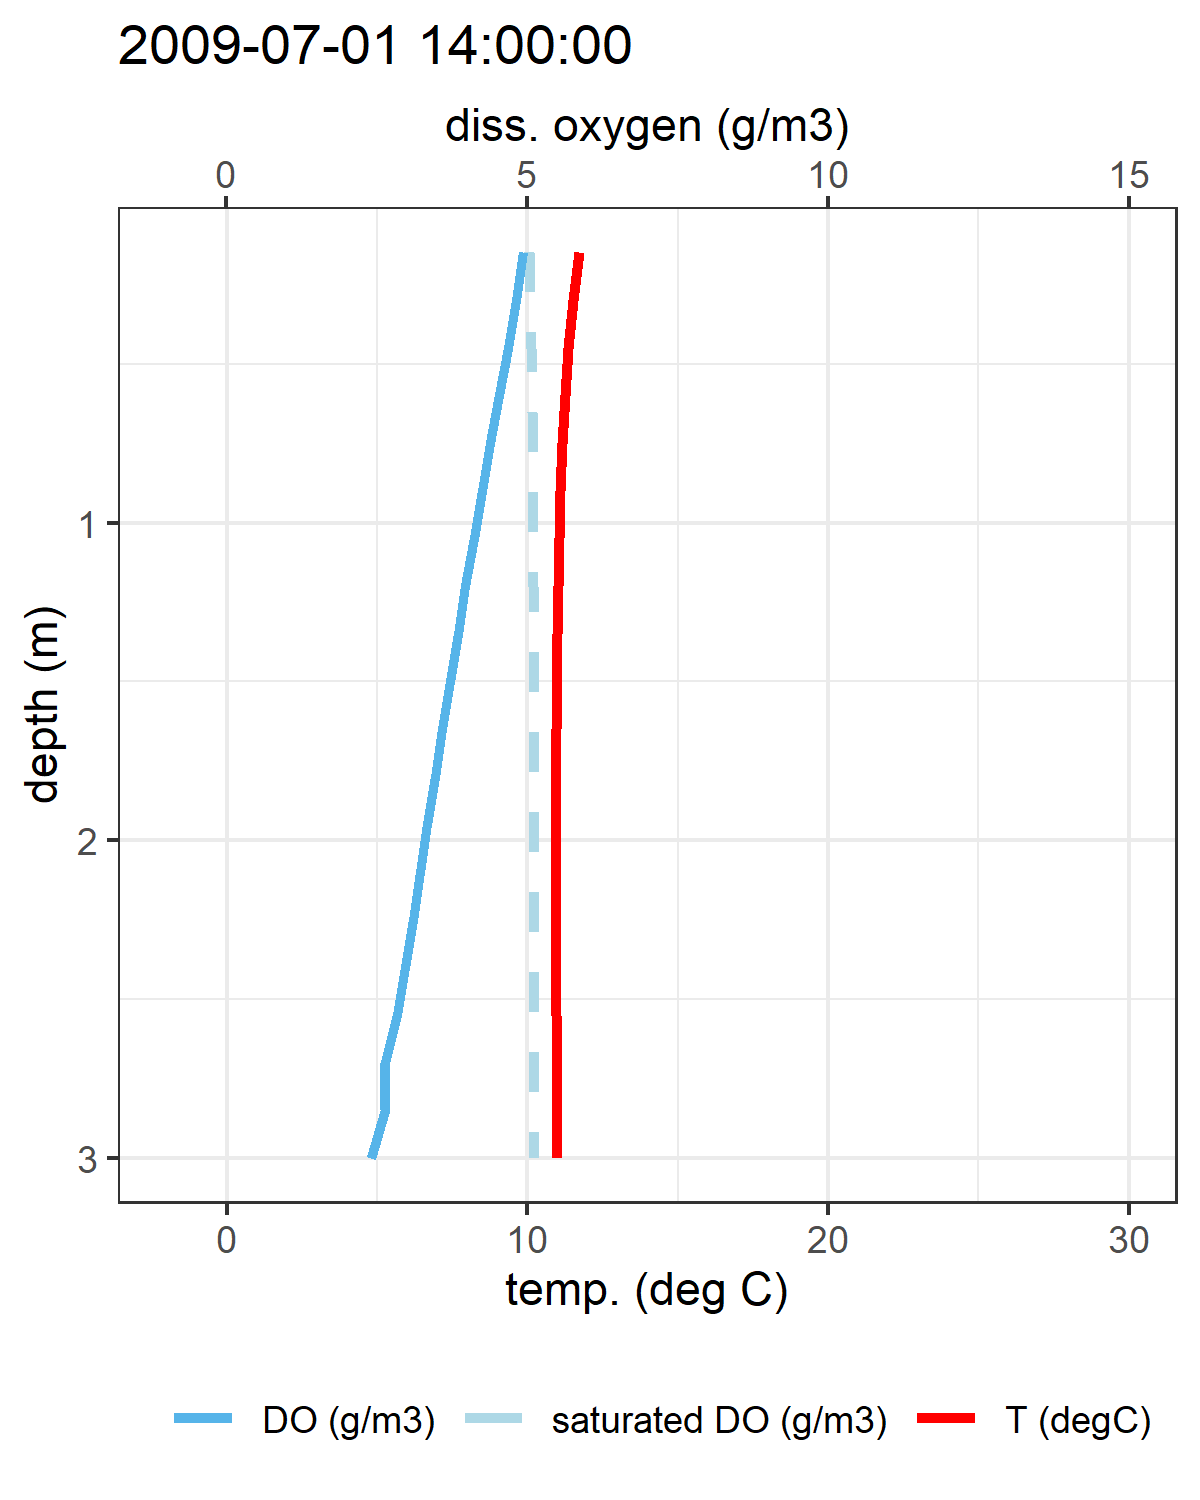 2009-07-01 14:00:00
diss. oxygen (g/m3)
0 5 10 15
depth (m)
1
2
3
0 10 20 30
temp. (deg C)
DO (g/m3) saturated DO (g/m3) T (degC)